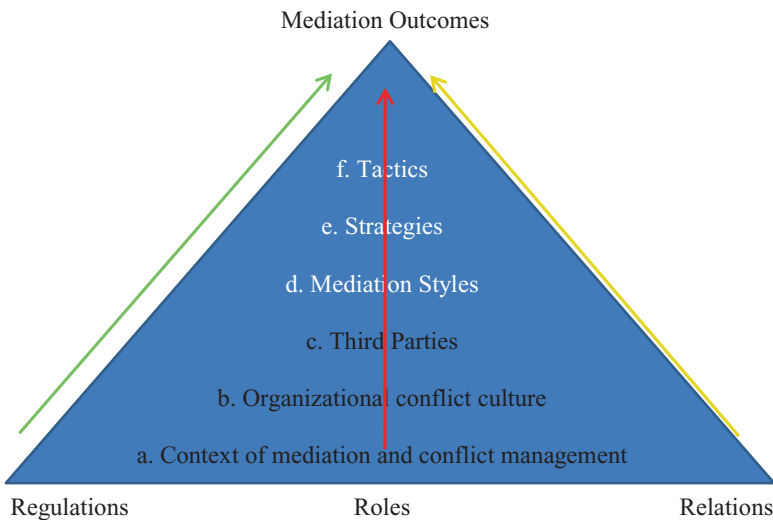 Mediation Outcomes
f. Tactics
e. Strategies
d. Mediation Styles
c. Third Parties
b. Organizational conflict culture
a. Context of mediation and conflict management
Regulations Roles Relations